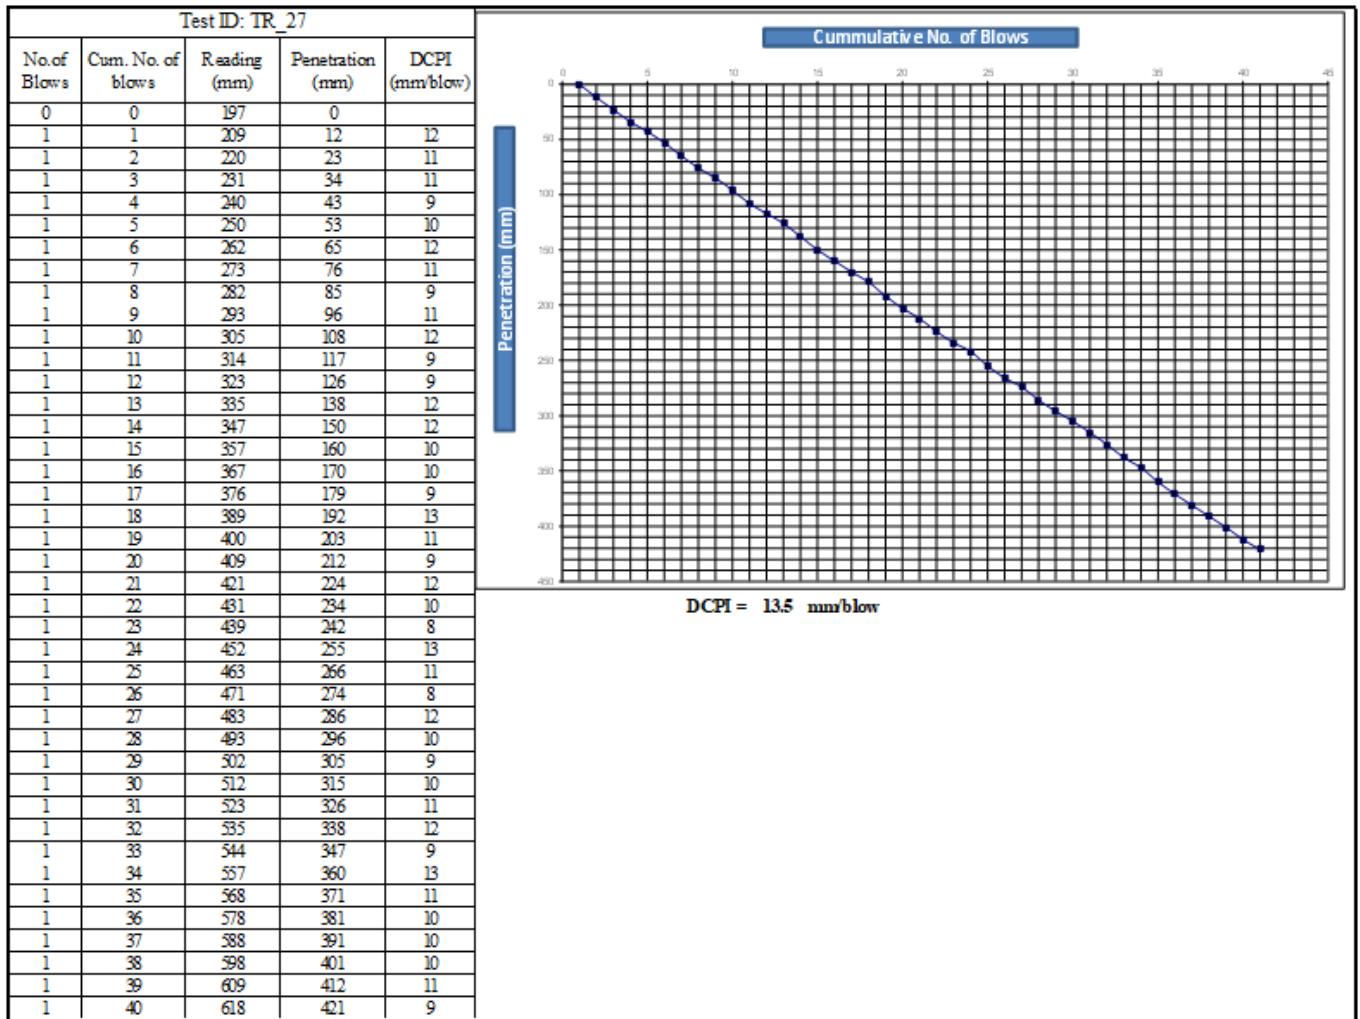 Test ID: TR_27
No.of Blows Cum. No. of blows Reading (mm) Penetration (mm) DCPI (mm/blow)
0 0 197 0
1 1 209 12 12
1 2 220 23 11
1 3 231 34 11
1 4 240 43 9
1 5 250 53 10
1 6 262 65 12
1 7 273 76 11
1 8 282 85 9
1 9 293 96 11
1 10 305 108 12
1 11 314 117 9
1 12 323 126 9
1 13 335 138 12
1 14 347 150 12
1 15 357 160 10
1 16 367 170 10
1 17 376 179 9
1 18 389 192 13
1 19 400 203 11
1 20 409 212 9
1 21 421 224 12
1 22 431 234 10
1 23 439 242 8
1 24 452 255 13
1 25 463 266 11
1 26 471 274 8
1 27 483 286 12
1 28 493 296 10
1 29 502 305 9
1 30 512 315 10
1 31 523 326 11
1 32 535 338 12
1 33 544 347 9
1 34 557 360 13
1 35 568 371 11
1 36 578 381 10
1 37 588 391 10
1 38 598 401 10
1 39 609 412 11
1 40 618 421 9
Cummulative No. of Blows
0 5 10 15 20 25 30 35 40 45
Penetration (mm)
0
50
100
150
200
250
300
350
400
450
DCPI = 13.5 mm/blow